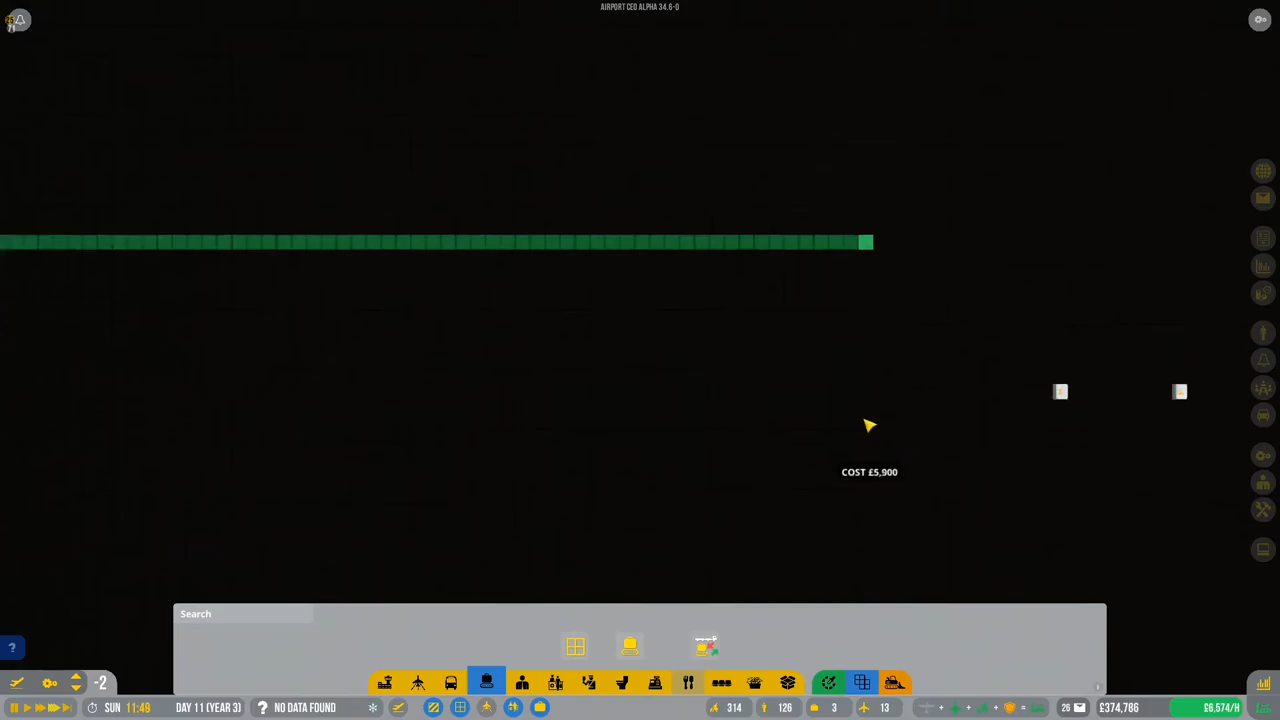 AIRPORT CEO ALPHA 34.6-0
COST £5,900
Search
?
-2
SUN 11:49
DAY 11 (YEAR 3)
? NO DATA FOUND
314
126
3
13
+ + + =
26
£374,786
£6,574/H